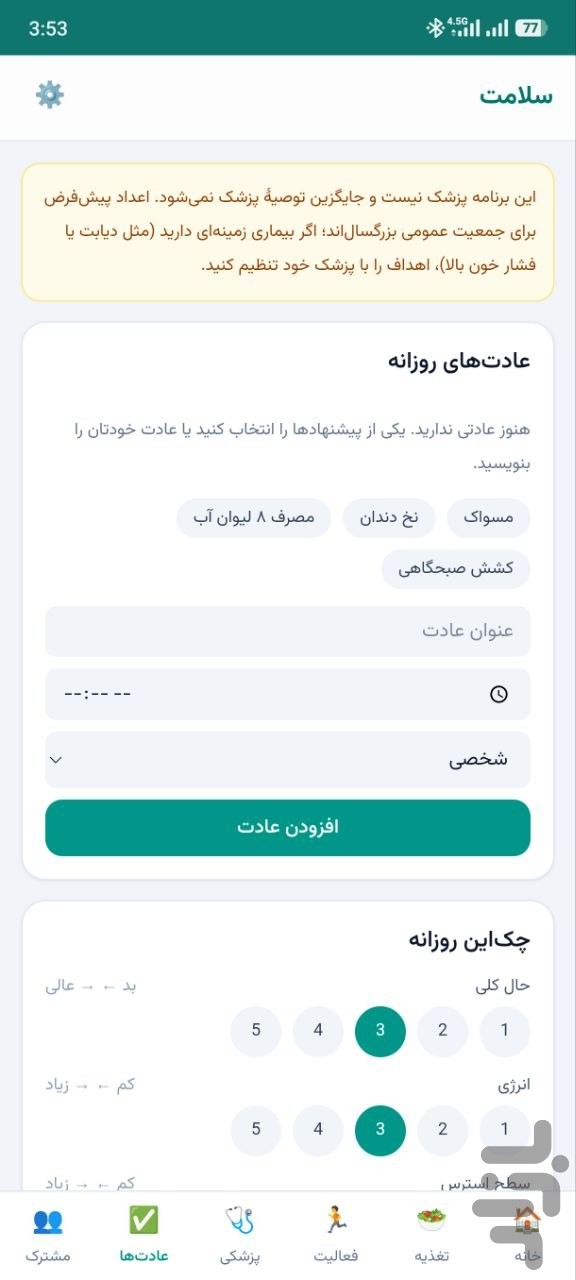 3:53
4.5G
77
سلامت
این برنامه پزشک نیست و جایگزین توصیهٔ پزشک نمی‌شود. اعداد پیش‌فرض
برای جمعیت عمومی بزرگسال‌اند؛ اگر بیماری زمینه‌ای دارید (مثل دیابت یا
فشار خون بالا)، اهداف را با پزشک خود تنظیم کنید.
عادت‌های روزانه
هنوز عادتی ندارید. یکی از پیشنهادها را انتخاب کنید یا عادت خودتان را
بنویسید.
مسواک
نخ دندان
مصرف ۸ لیوان آب
کشش صبحگاهی
عنوان عادت
--:-- --
شخصی
افزودن عادت
چک‌این روزانه
حال کلی
بد ← → عالی
1 2 3 4 5
انرژی
کم ← → زیاد
1 2 3 4 5
سطح استرس
کم ← → زیاد
خانه
تغذیه
فعالیت
پزشکی
عادت‌ها
مشترک